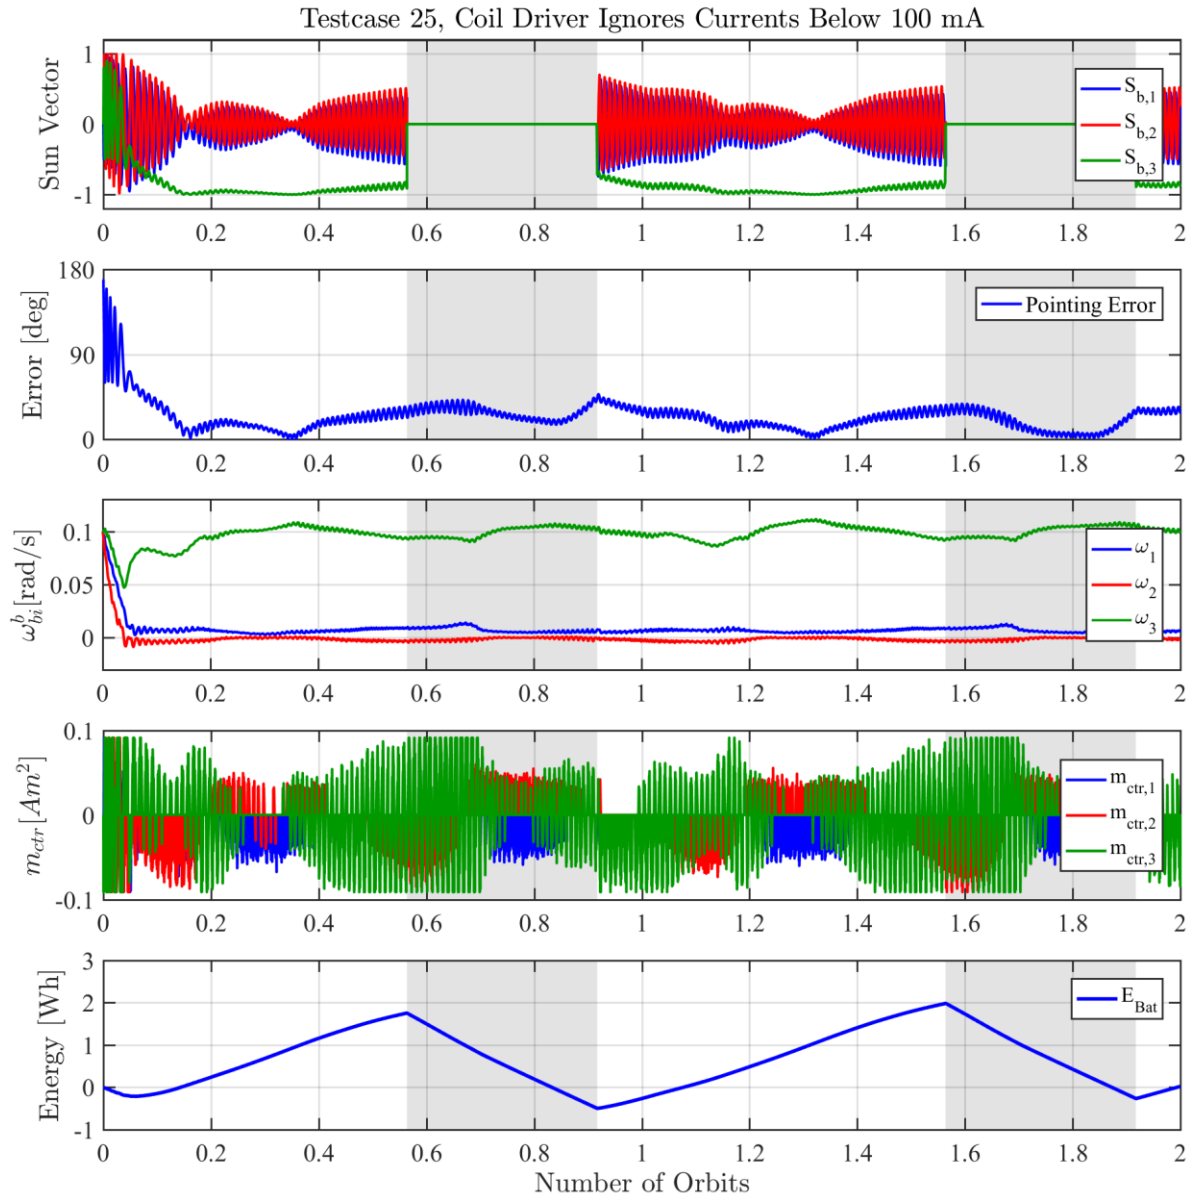 Testcase 25, Coil Driver Ignores Currents Below 100 mA
Sun Vector
1
0
-1
S_b,1
S_b,2
S_b,3
0 0.2 0.4 0.6 0.8 1 1.2 1.4 1.6 1.8 2
Error [deg]
180
90
0
Pointing Error
0 0.2 0.4 0.6 0.8 1 1.2 1.4 1.6 1.8 2
ω_bi^b[rad/s]
0.1
0.05
0
ω_1
ω_2
ω_3
0 0.2 0.4 0.6 0.8 1 1.2 1.4 1.6 1.8 2
m_ctr[Am^2]
0.1
0
-0.1
m_ctr,1
m_ctr,2
m_ctr,3
0 0.2 0.4 0.6 0.8 1 1.2 1.4 1.6 1.8 2
Energy [Wh]
3
2
1
0
-1
E_Bat
0 0.2 0.4 0.6 0.8 1 1.2 1.4 1.6 1.8 2
Number of Orbits